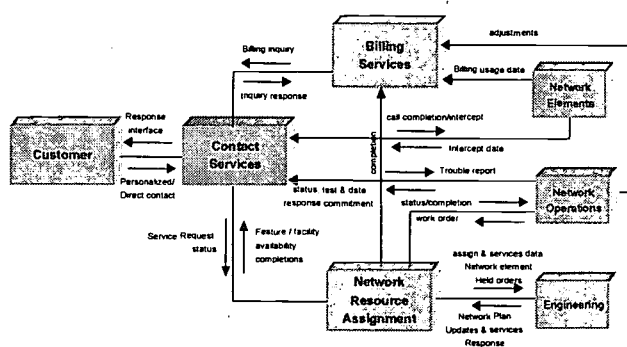 Billing
Services
adjustments
Billing inquiry
Inquiry response
Billing usage date
Network
Elements
Response
interface
call completion/intercept
Intercept date
completion
Customer
Contact
Services
Personalized/
Direct contact
Trouble report
status, test & date
response commitment
status/completion
work order
Network
Operations
Service Request
status
Feature / facility
availability
completions
assign & services data
Network element
Held orders
Network
Resource
Assignment
Engineering
Network Plan
Updates & services
Response